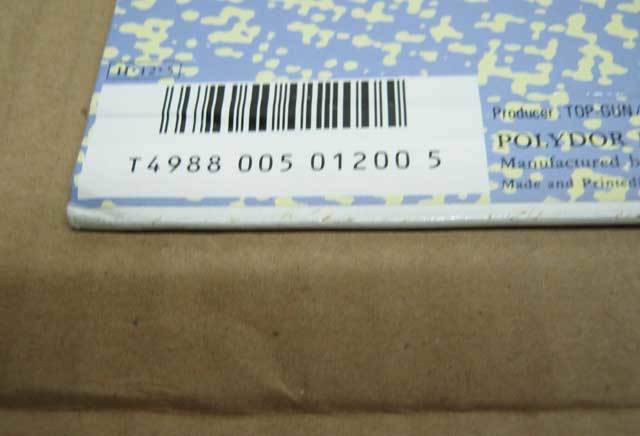 T4988 005 01200 5
Producer: TOP-GUN
POLYDOR
Manufactured
Made and Printed